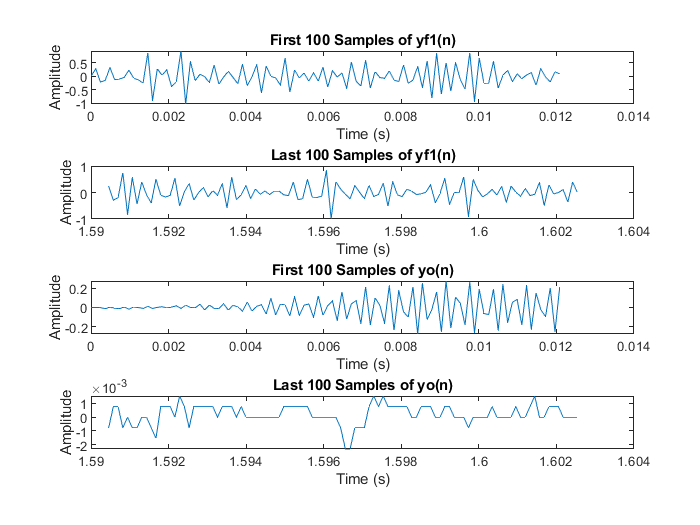 First 100 Samples of yf1(n)
Amplitude
0.5
0
-0.5
-1
0 0.002 0.004 0.006 0.008 0.01 0.012 0.014
Time (s)
Last 100 Samples of yf1(n)
Amplitude
1
0
-1
1.59 1.592 1.594 1.596 1.598 1.6 1.602 1.604
Time (s)
First 100 Samples of yo(n)
Amplitude
0.2
0
-0.2
0 0.002 0.004 0.006 0.008 0.01 0.012 0.014
Time (s)
×10⁻³
Last 100 Samples of yo(n)
Amplitude
1
0
-1
-2
1.59 1.592 1.594 1.596 1.598 1.6 1.602 1.604
Time (s)